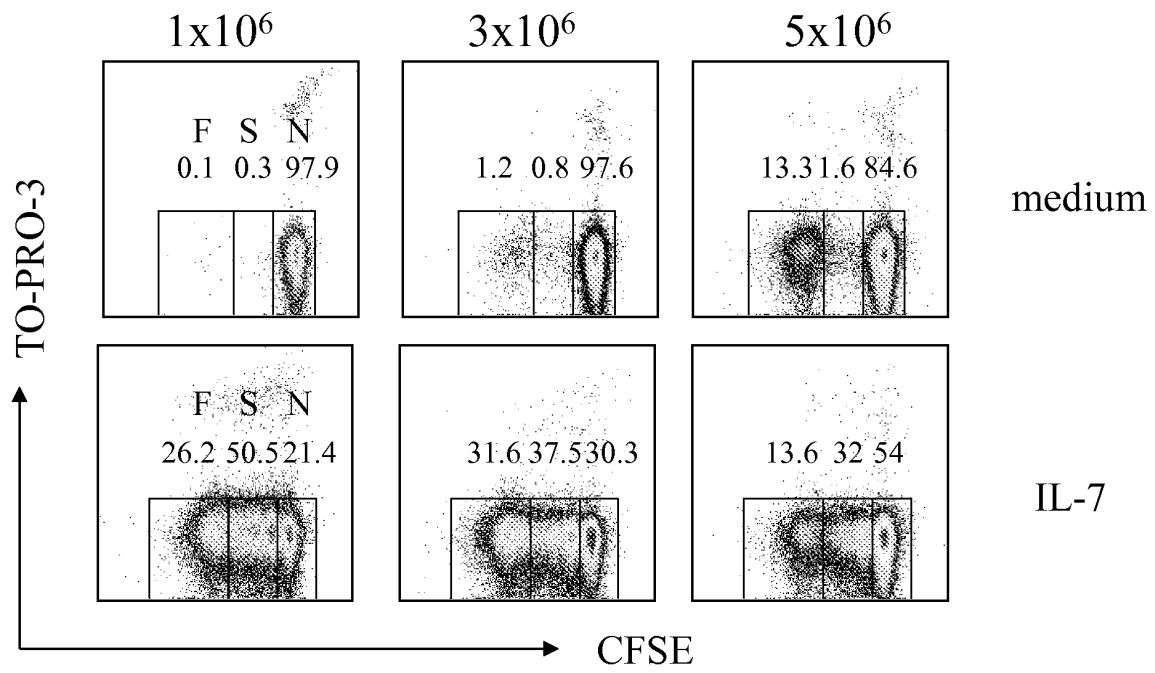 1x10⁶ 3x10⁶ 5x10⁶
F S N
0.1 0.3 97.9 1.2 0.8 97.6 13.3 1.6 84.6
medium
TO-PRO-3
F S N
26.2 50.5 21.4 31.6 37.5 30.3 13.6 32 54
IL-7
CFSE